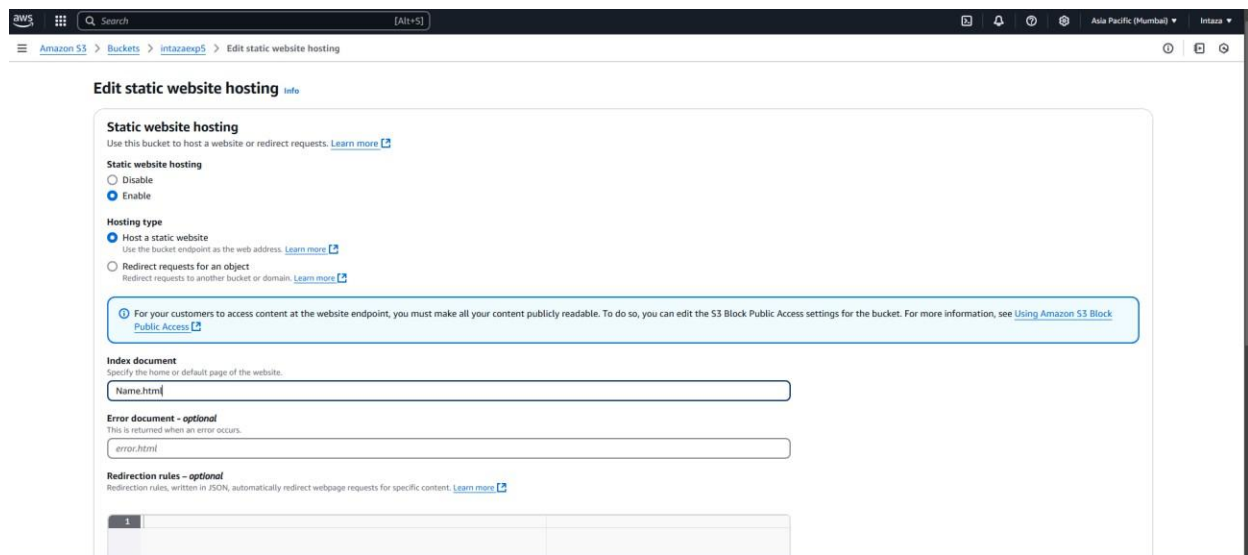 aws
Search [Alt+S]
Asia Pacific (Mumbai) Intaza
Amazon S3 > Buckets > intazaexp5 > Edit static website hosting
Edit static website hosting Info
Static website hosting
Use this bucket to host a website or redirect requests. Learn more
Static website hosting
Disable
Enable
Hosting type
Host a static website
Use the bucket endpoint as the web address. Learn more
Redirect requests for an object
Redirect requests to another bucket or domain. Learn more
For your customers to access content at the website endpoint, you must make all your content publicly readable. To do so, you can edit the S3 Block Public Access settings for the bucket. For more information, see Using Amazon S3 Block
Public Access
Index document
Specify the home or default page of the website.
Name.html
Error document - optional
This is returned when an error occurs.
error.html
Redirection rules – optional
Redirection rules, written in JSON, automatically redirect webpage requests for specific content. Learn more
1